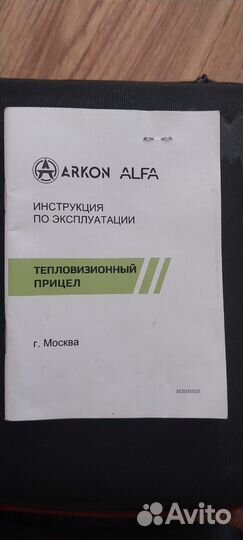 ARKON ALFA
ИНСТРУКЦИЯ
ПО ЭКСПЛУАТАЦИИ
ТЕПЛОВИЗИОННЫЙ
ПРИЦЕЛ
г. Москва
Avito